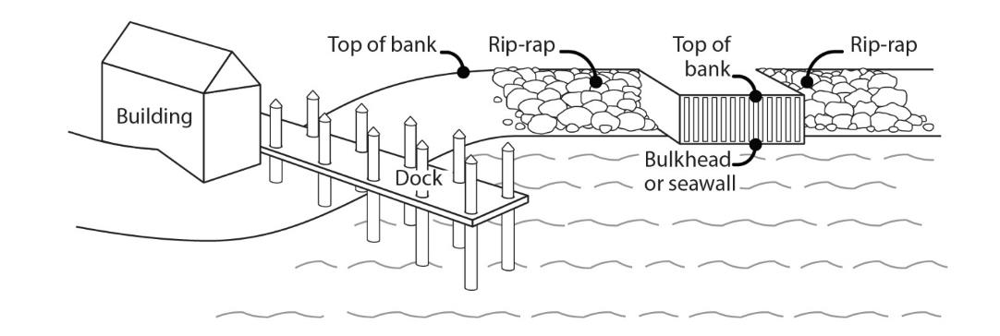 Top of bank
Rip-rap
Top of
bank
Rip-rap
Building
Dock
Bulkhead
or seawall